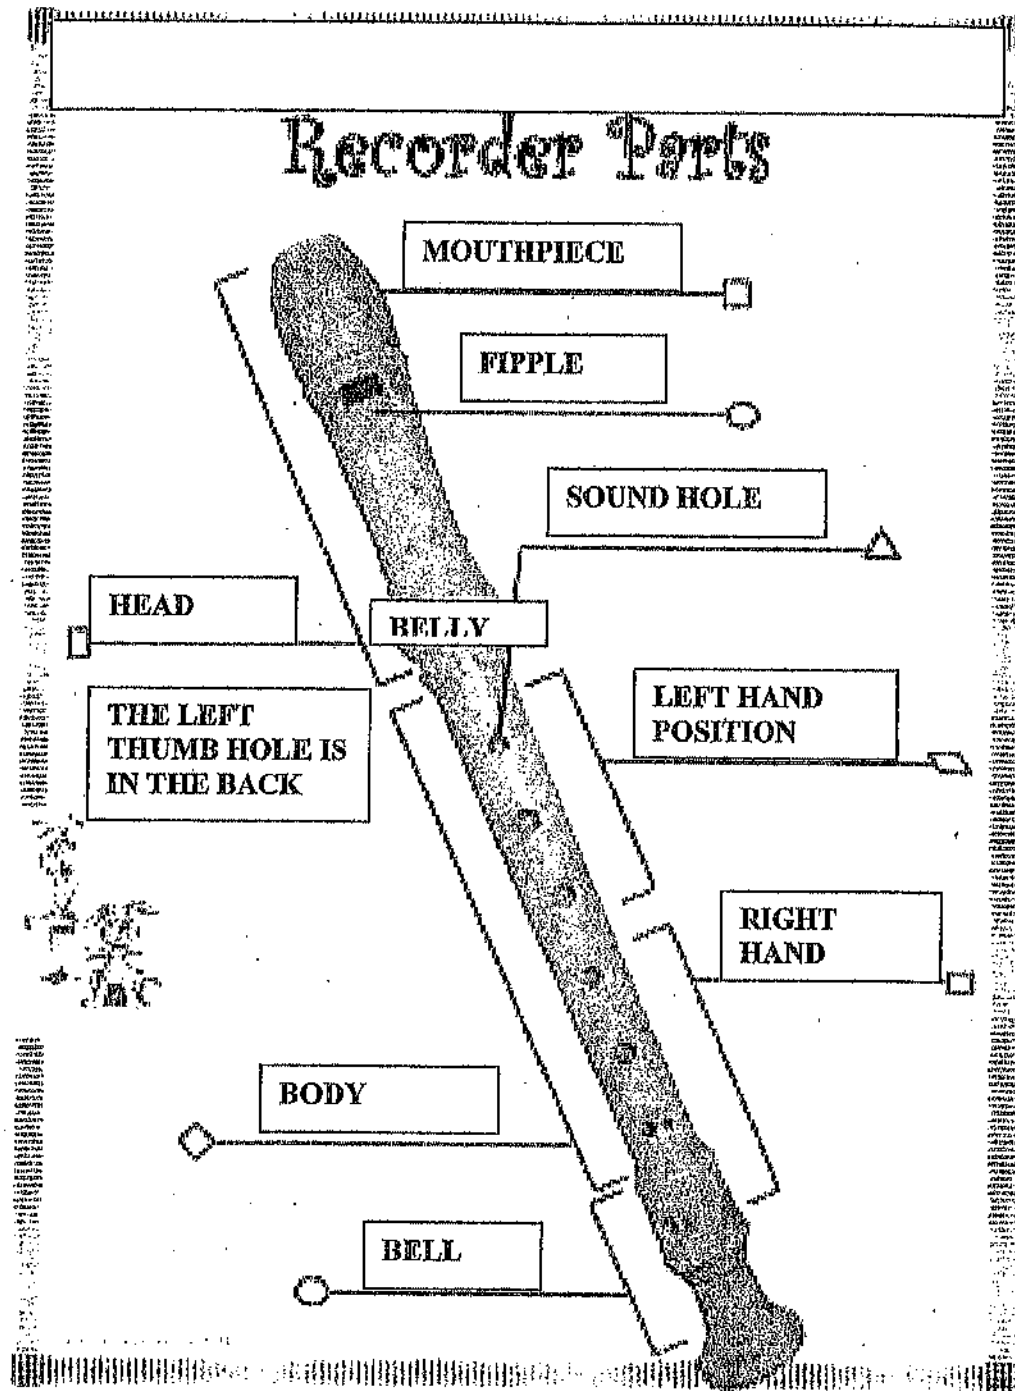 Recorder Parts
MOUTHPIECE
FIPPLE
SOUND HOLE
HEAD
BELLY
LEFT HAND
POSITION
THE LEFT
THUMB HOLE IS
IN THE BACK
RIGHT
HAND
BODY
BELL